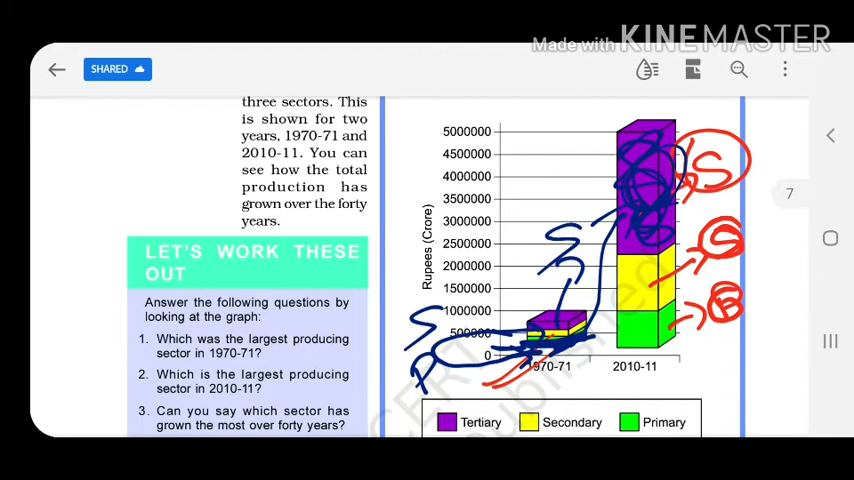 Made with KINEMASTER
SHARED
three sectors. This
is shown for two
years, 1970-71 and
2010-11. You can
see how the total
production has
grown over the forty
years.
LET'S WORK THESE
OUT
Answer the following questions by
looking at the graph:
1. Which was the largest producing
sector in 1970-71?
2. Which is the largest producing
sector in 2010-11?
3. Can you say which sector has
grown the most over forty years?
Rupees (Crore)
5000000
4500000
4000000
3500000
3000000
2500000
2000000
1500000
1000000
500000
0
1970-71
2010-11
S
S
S
S
P
Tertiary
Secondary
Primary
7